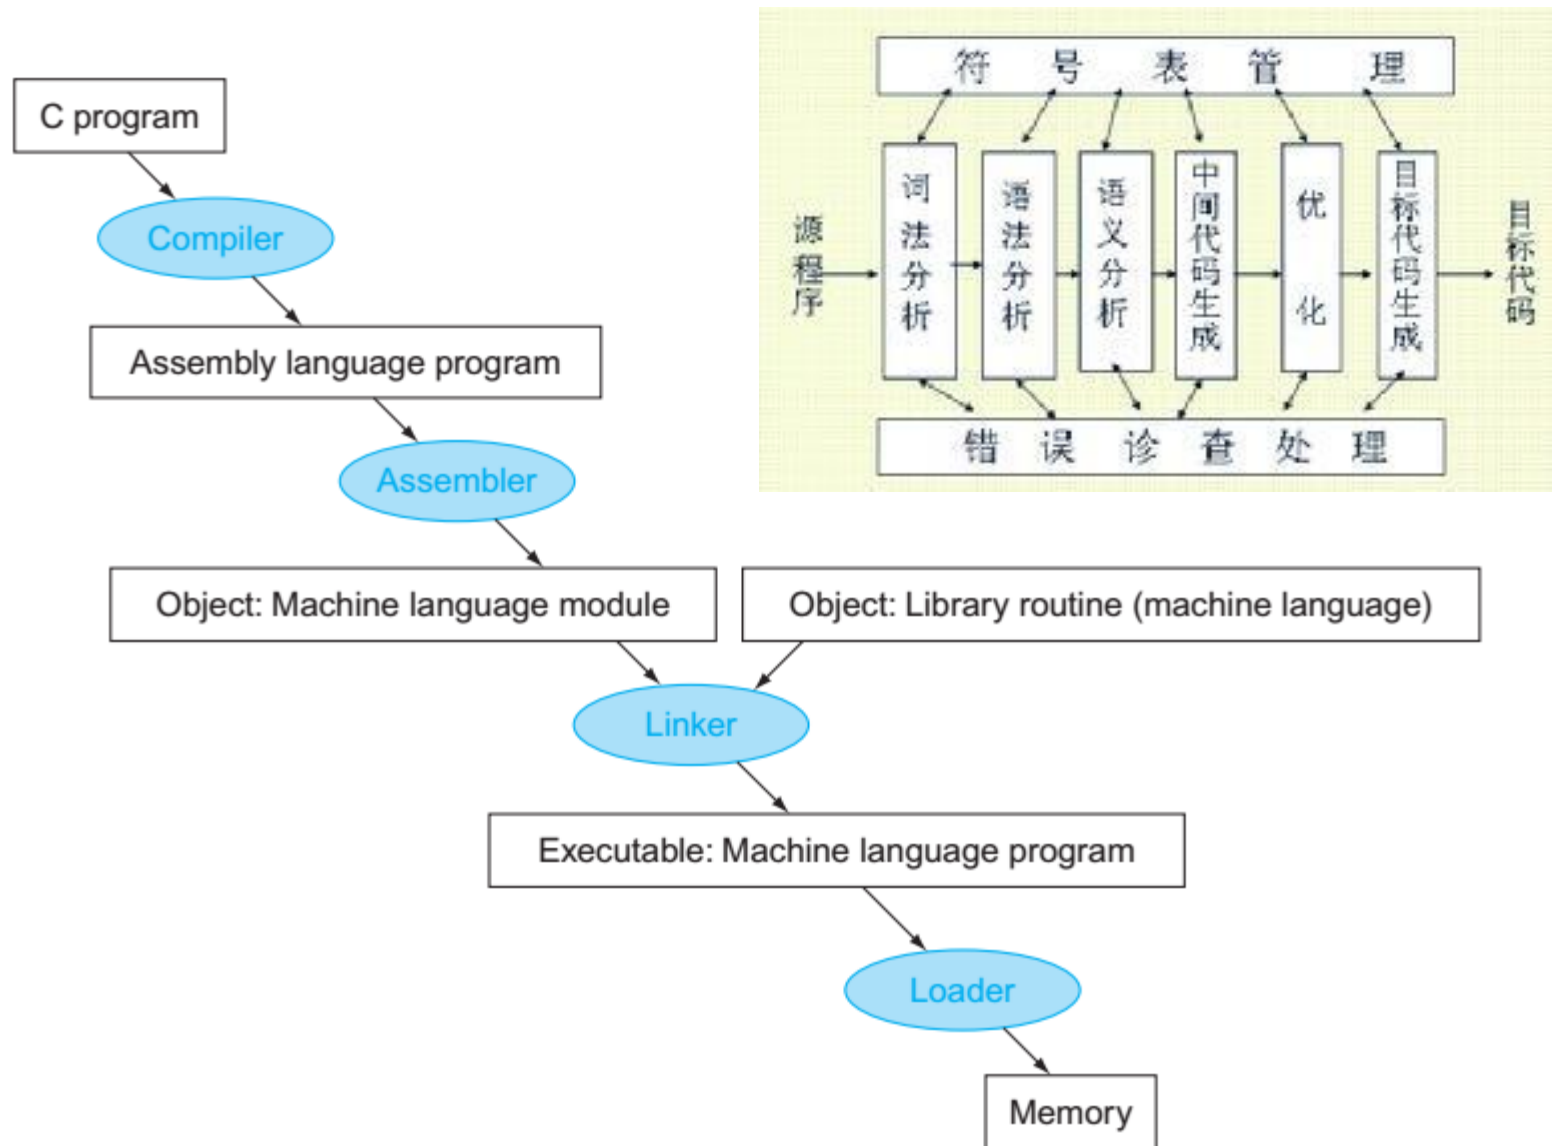 C program
Compiler
Assembly language program
Assembler
Object: Machine language module
Object: Library routine (machine language)
Linker
Executable: Machine language program
Loader
Memory
符号表管理
源程序
词法分析
语法分析
语义分析
中间代码生成
优化
目标代码生成
目标代码
错误诊查处理